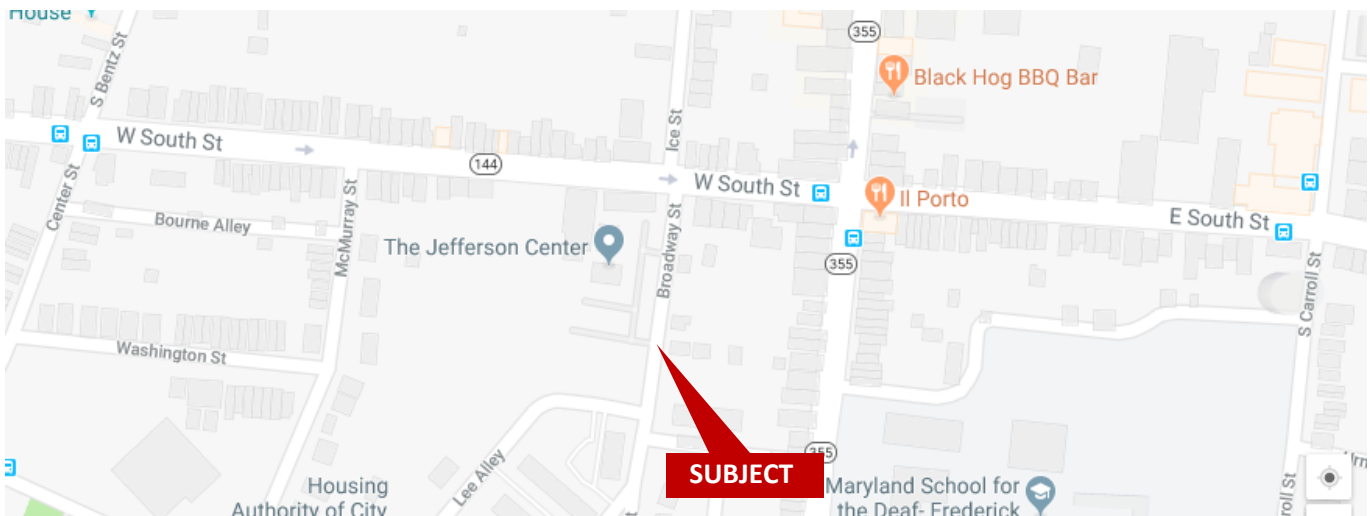 House
355
S Bentz St
Black Hog BBQ Bar
Ice St
W South St
144
W South St
Il Porto
E South St
Center St
Bourne Alley
McMurray St
The Jefferson Center
Broadway St
355
S Carroll St
Washington St
355
SUBJECT
Lee Alley
Housing
Authority of City
Maryland School for
the Deaf- Frederick